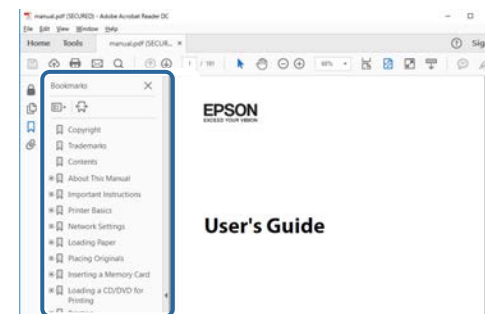 manual.pdf (SECURED) - Adobe Acrobat Reader DC
File Edit View Window Help
Home Tools manual.pdf (SECUR... ×
Sig
1 / 191
Bookmarks
Copyright
Trademarks
Contents
About This Manual
Important Instructions
Printer Basics
Network Settings
Loading Paper
Placing Originals
Inserting a Memory Card
Loading a CD/DVD for
Printing
EPSON
EXCEED YOUR VISION
User's Guide